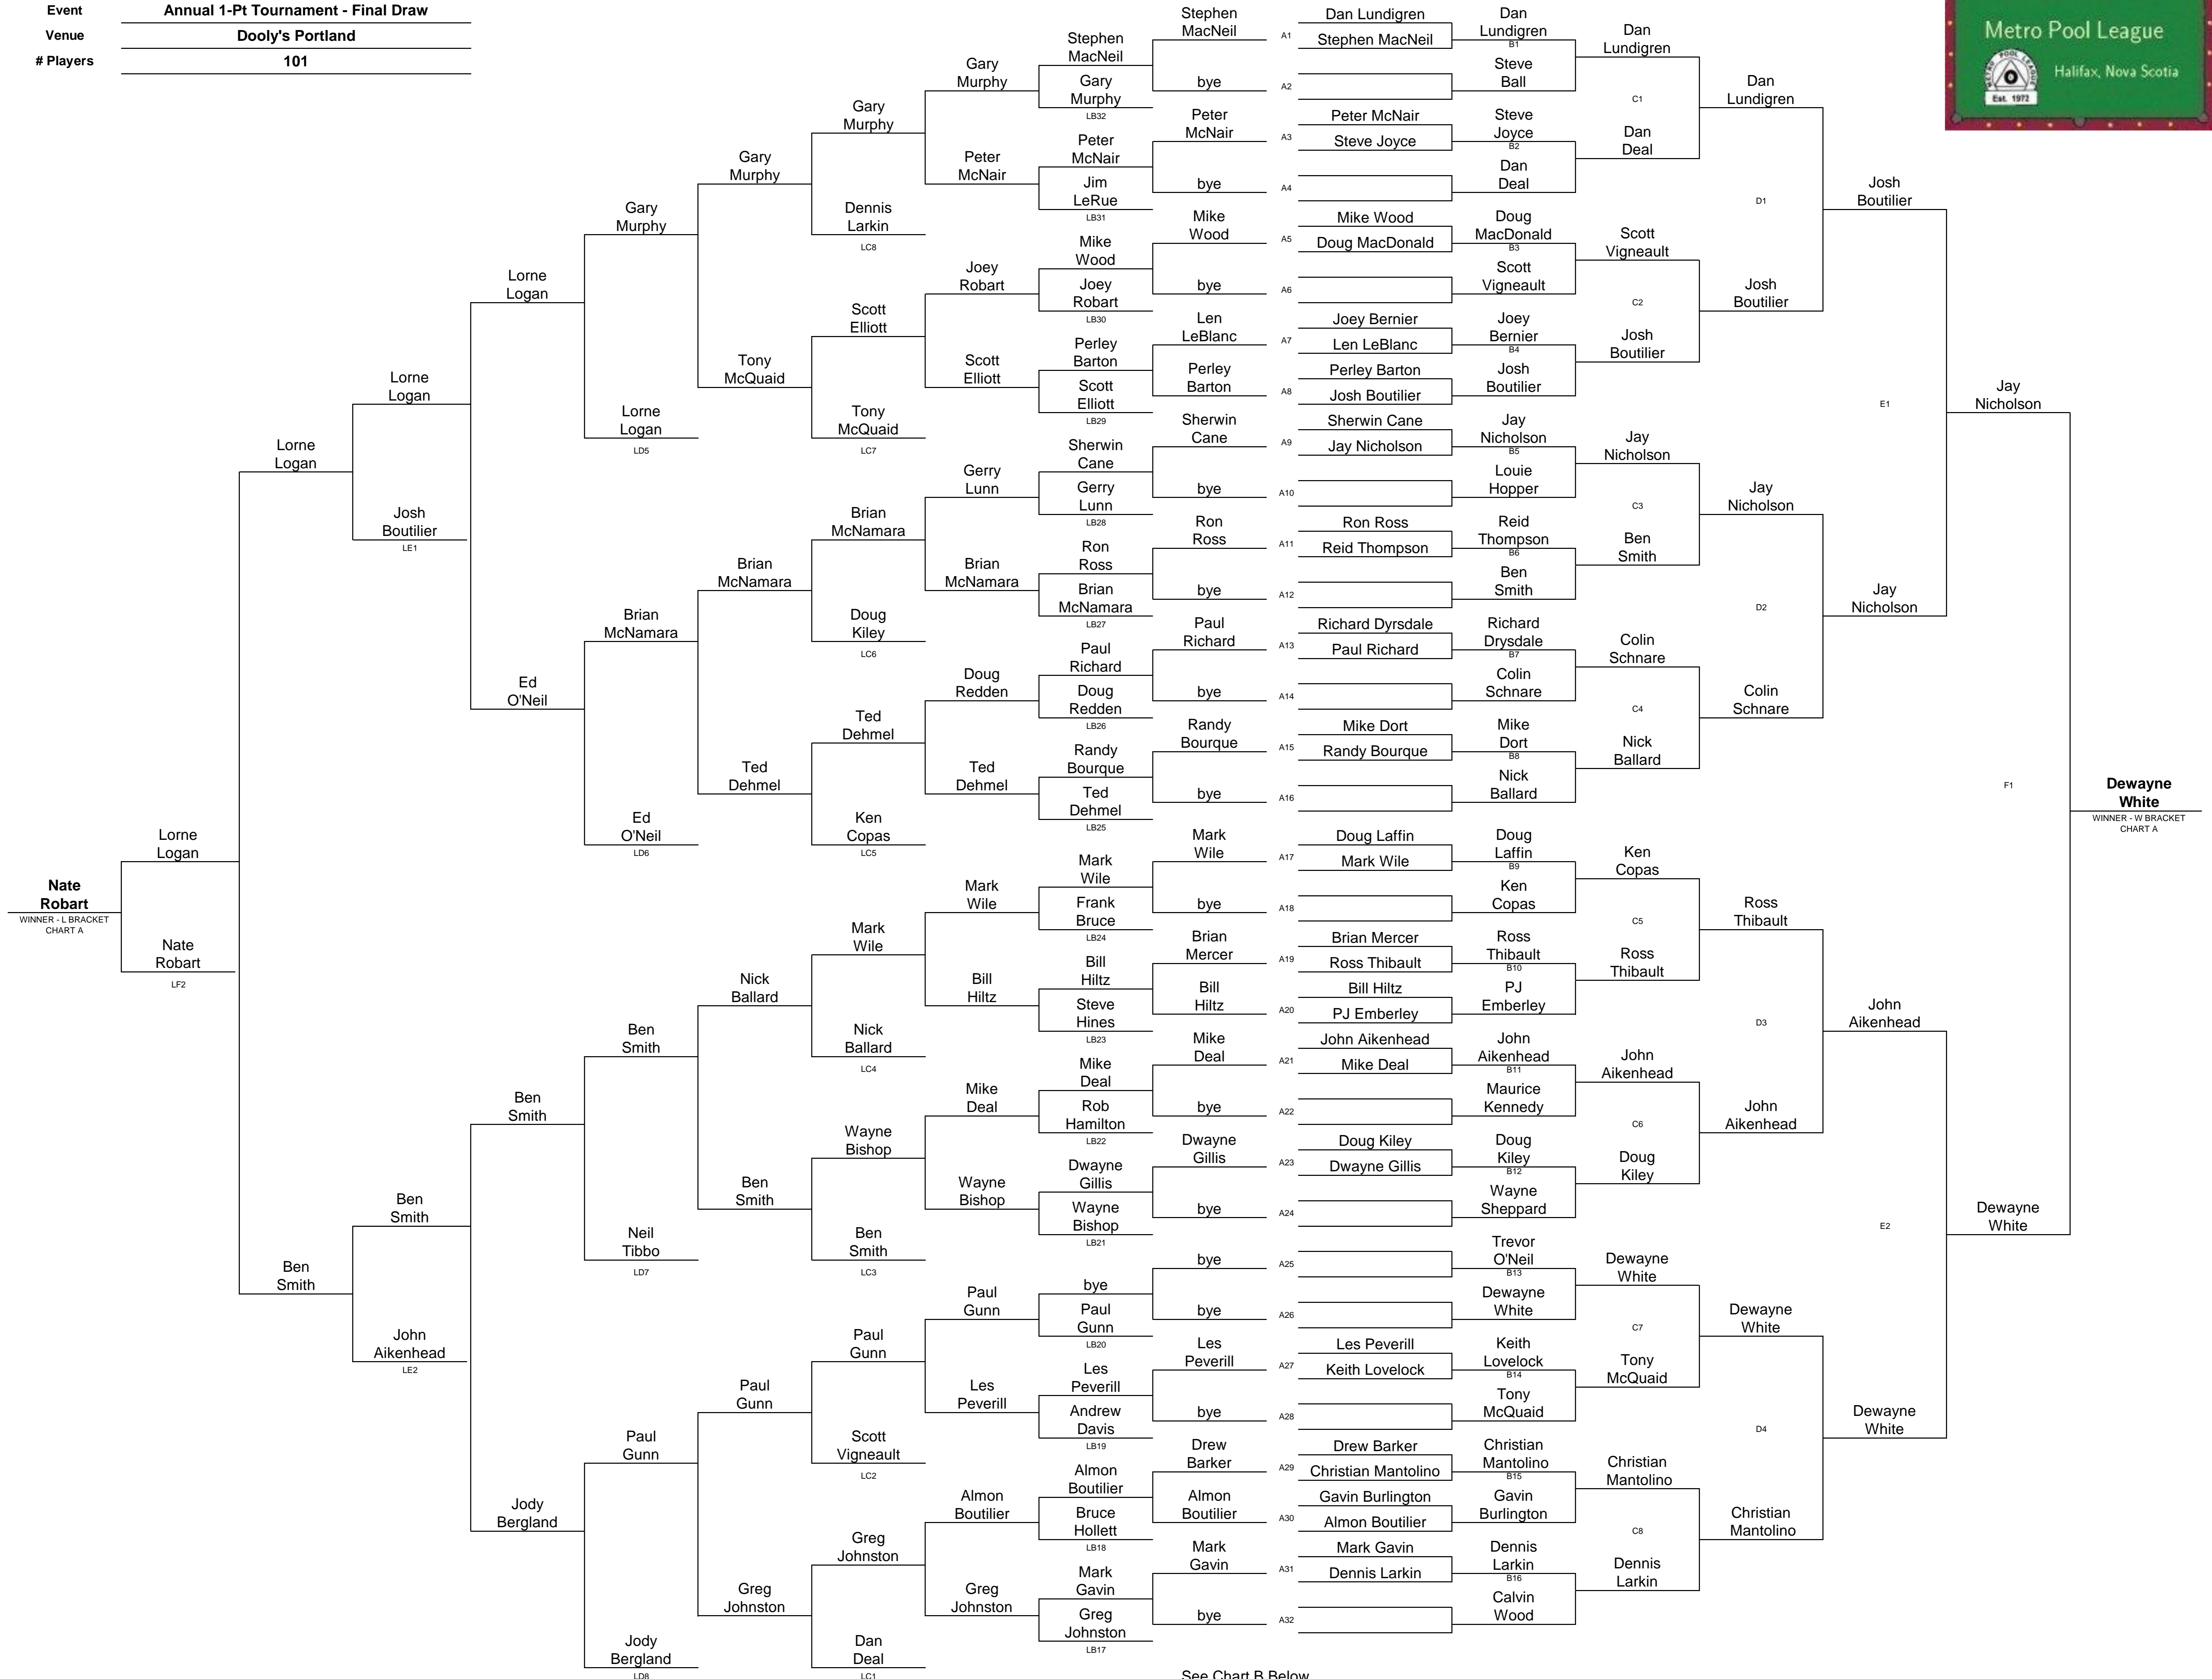 Event
Annual 1-Pt Tournament - Final Draw
Venue
Dooly's Portland
# Players
101
Metro Pool League
Halifax, Nova Scotia
METRO POOL LEAGUE
Est. 1972
Nate
Robart
WINNER - L BRACKET
CHART A
Lorne
Logan
Nate
Robart
LF2
Lorne
Logan
Ben
Smith
Lorne
Logan
Josh
Boutilier
LE1
Ben
Smith
John
Aikenhead
LE2
Lorne
Logan
Ed
O'Neil
Ben
Smith
Jody
Bergland
Gary
Murphy
Lorne
Logan
LD5
Brian
McNamara
Ed
O'Neil
LD6
Ben
Smith
Neil
Tibbo
LD7
Paul
Gunn
Jody
Bergland
LD8
Gary
Murphy
Tony
McQuaid
Brian
McNamara
Ted
Dehmel
Nick
Ballard
Ben
Smith
Paul
Gunn
Greg
Johnston
Gary
Murphy
Dennis
Larkin
LC8
Scott
Elliott
Tony
McQuaid
LC7
Brian
McNamara
Doug
Kiley
LC6
Ted
Dehmel
Ken
Copas
LC5
Mark
Wile
Nick
Ballard
LC4
Wayne
Bishop
Ben
Smith
LC3
Paul
Gunn
Scott
Vigneault
LC2
Greg
Johnston
Dan
Deal
LC1
Gary
Murphy
Peter
McNair
Joey
Robart
Scott
Elliott
Gerry
Lunn
Brian
McNamara
Doug
Redden
Ted
Dehmel
Mark
Wile
Bill
Hiltz
Mike
Deal
Wayne
Bishop
Paul
Gunn
Les
Peverill
Almon
Boutilier
Greg
Johnston
Stephen
MacNeil
Gary
Murphy
LB32
Peter
McNair
Jim
LeRue
LB31
Mike
Wood
Joey
Robart
LB30
Perley
Barton
Scott
Elliott
LB29
Sherwin
Cane
Gerry
Lunn
LB28
Ron
Ross
Brian
McNamara
LB27
Paul
Richard
Doug
Redden
LB26
Randy
Bourque
Ted
Dehmel
LB25
Mark
Wile
Frank
Bruce
LB24
Bill
Hiltz
Steve
Hines
LB23
Mike
Deal
Rob
Hamilton
LB22
Dwayne
Gillis
Wayne
Bishop
LB21
bye
Paul
Gunn
LB20
Les
Peverill
Andrew
Davis
LB19
Almon
Boutilier
Bruce
Hollett
LB18
Mark
Gavin
Greg
Johnston
LB17
Stephen
MacNeil
bye
Peter
McNair
bye
Mike
Wood
bye
Len
LeBlanc
Perley
Barton
Sherwin
Cane
bye
Ron
Ross
bye
Paul
Richard
bye
Randy
Bourque
bye
Mark
Wile
bye
Brian
Mercer
Bill
Hiltz
Mike
Deal
bye
Dwayne
Gillis
bye
bye
bye
Les
Peverill
bye
Drew
Barker
Almon
Boutilier
Mark
Gavin
bye
A1
A2
A3
A4
A5
A6
A7
A8
A9
A10
A11
A12
A13
A14
A15
A16
A17
A18
A19
A20
A21
A22
A23
A24
A25
A26
A27
A28
A29
A30
A31
A32
Dan Lundigren
Stephen MacNeil
Peter McNair
Steve Joyce
Mike Wood
Doug MacDonald
Joey Bernier
Len LeBlanc
Perley Barton
Josh Boutilier
Sherwin Cane
Jay Nicholson
Ron Ross
Reid Thompson
Richard Dyrsdale
Paul Richard
Mike Dort
Randy Bourque
Doug Laffin
Mark Wile
Brian Mercer
Ross Thibault
Bill Hiltz
PJ Emberley
John Aikenhead
Mike Deal
Doug Kiley
Dwayne Gillis
Les Peverill
Keith Lovelock
Drew Barker
Christian Mantolino
Gavin Burlington
Almon Boutilier
Mark Gavin
Dennis Larkin
Dan
Lundigren
B1
Steve
Ball
Steve
Joyce
B2
Dan
Deal
Doug
MacDonald
B3
Scott
Vigneault
Joey
Bernier
B4
Josh
Boutilier
Jay
Nicholson
B5
Louie
Hopper
Reid
Thompson
B6
Ben
Smith
Richard
Drysdale
B7
Colin
Schnare
Mike
Dort
B8
Nick
Ballard
Doug
Laffin
B9
Ken
Copas
Ross
Thibault
B10
PJ
Emberley
John
Aikenhead
B11
Maurice
Kennedy
Doug
Kiley
B12
Wayne
Sheppard
Trevor
O'Neil
B13
Dewayne
White
Keith
Lovelock
B14
Tony
McQuaid
Christian
Mantolino
B15
Gavin
Burlington
Dennis
Larkin
B16
Calvin
Wood
Dan
Lundigren
C1
Dan
Deal
Scott
Vigneault
C2
Josh
Boutilier
Jay
Nicholson
C3
Ben
Smith
Colin
Schnare
C4
Nick
Ballard
Ken
Copas
C5
Ross
Thibault
John
Aikenhead
C6
Doug
Kiley
Dewayne
White
C7
Tony
McQuaid
Christian
Mantolino
C8
Dennis
Larkin
Dan
Lundigren
D1
Josh
Boutilier
Jay
Nicholson
D2
Colin
Schnare
Ross
Thibault
D3
John
Aikenhead
Dewayne
White
D4
Christian
Mantolino
Josh
Boutilier
E1
Jay
Nicholson
John
Aikenhead
E2
Dewayne
White
Jay
Nicholson
F1
Dewayne
White
Dewayne
White
WINNER - W BRACKET
CHART A
See Chart B Below